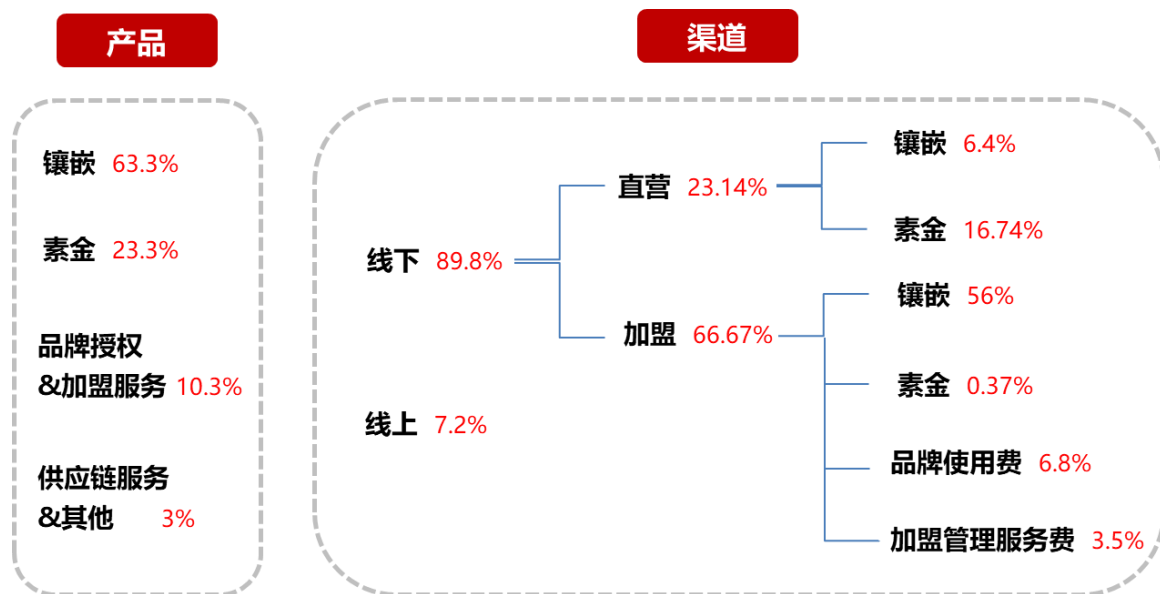 产品
镶嵌 63.3%
素金 23.3%
品牌授权
&加盟服务 10.3%
供应链服务
&其他 3%
渠道
线下 89.8%
直营 23.14%
镶嵌 6.4%
素金 16.74%
加盟 66.67%
镶嵌 56%
素金 0.37%
品牌使用费 6.8%
加盟管理服务费 3.5%
线上 7.2%